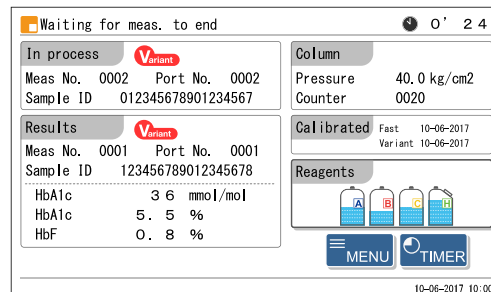 Waiting for meas. to end
0' 24
In process Variant
Meas No. 0002 Port No. 0002
Sample ID 012345678901234567
Results Variant
Meas No. 0001 Port No. 0001
Sample ID 123456789012345678
HbA1c 36 mmol/mol
HbA1c 5. 5 %
HbF 0. 8 %
Column
Pressure 40.0 kg/cm2
Counter 0020
Calibrated Fast 10-06-2017
Variant 10-06-2017
Reagents
A B C H
MENU TIMER
10-06-2017 10:00